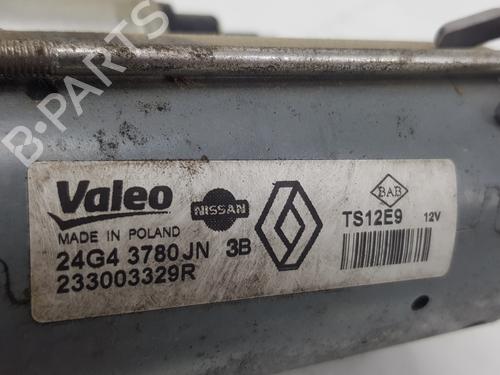 B-PARTS
Valeo
NISSAN
BAB
TS12E9 12V
MADE IN POLAND
24G4 3780JN 3B
233003329R